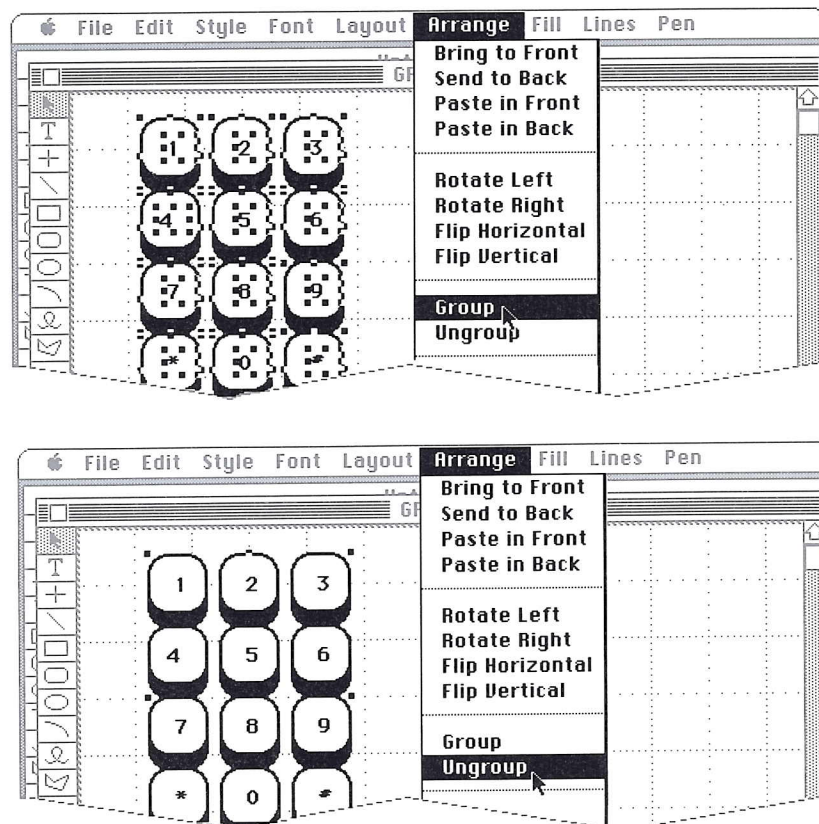 File Edit Style Font Layout Arrange Fill Lines Pen
Bring to Front
Send to Back
Paste in Front
Paste in Back
Rotate Left
Rotate Right
Flip Horizontal
Flip Vertical
Group
Ungroup
T
1 2 3
4 5 6
7 8 9
* 0 #
File Edit Style Font Layout Arrange Fill Lines Pen
Bring to Front
Send to Back
Paste in Front
Paste in Back
Rotate Left
Rotate Right
Flip Horizontal
Flip Vertical
Group
Ungroup
T
1 2 3
4 5 6
7 8 9
* 0 #